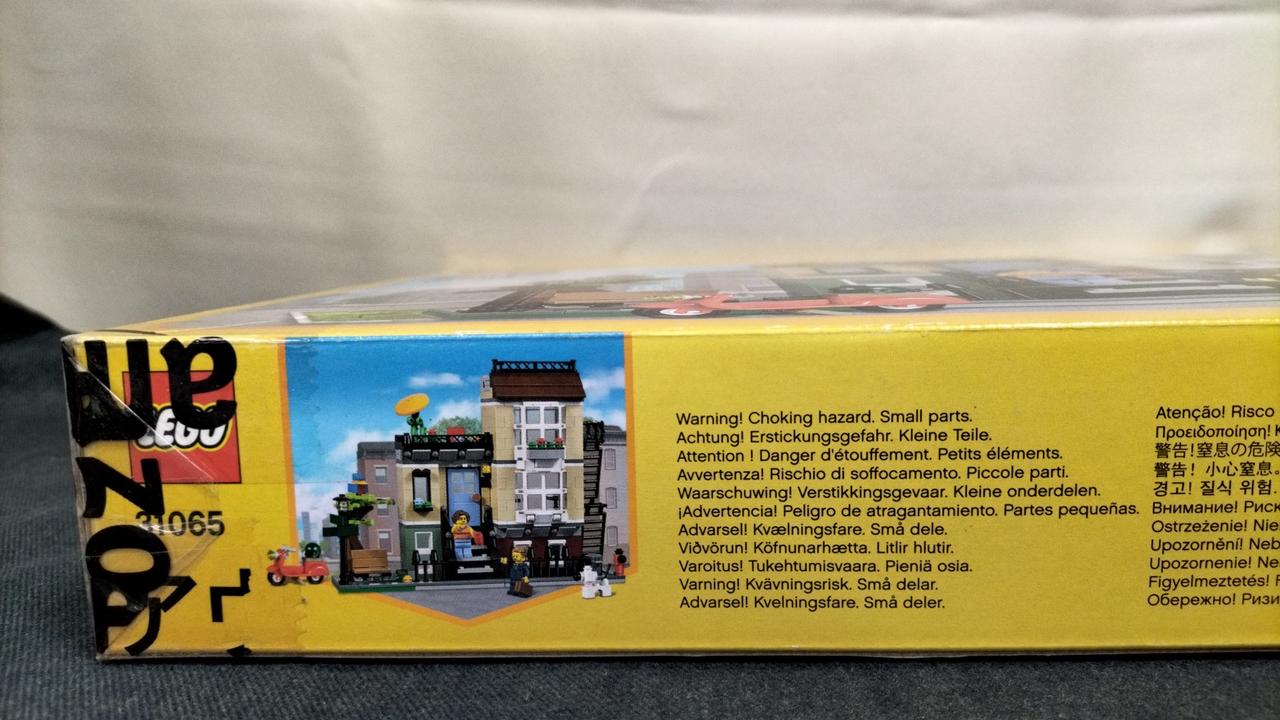 LEGO
31065
Warning! Choking hazard. Small parts.
Achtung! Erstickungsgefahr. Kleine Teile.
Attention ! Danger d'étouffement. Petits éléments.
Avvertenza! Rischio di soffocamento. Piccole parti.
Waarschuwing! Verstikkingsgevaar. Kleine onderdelen.
¡Advertencia! Peligro de atragantamiento. Partes pequeñas.
Advarsel! Kvælningsfare. Små dele.
Viðvörun! Köfnunarhætta. Litlir hlutir.
Varoitus! Tukehtumisvaara. Pieniä osia.
Varning! Kvävningsrisk. Små delar.
Advarsel! Kvelningsfare. Små deler.
Atenção! Risco
Προειδοποίηση!
警告!窒息の危険
警告! 小心窒息。
경고! 질식 위험.
Внимание! Риск
Ostrzeżenie! Nie
Upozornění! Neb
Upozornenie! Ne
Figyelmeztetés!
Обережно! Ризи